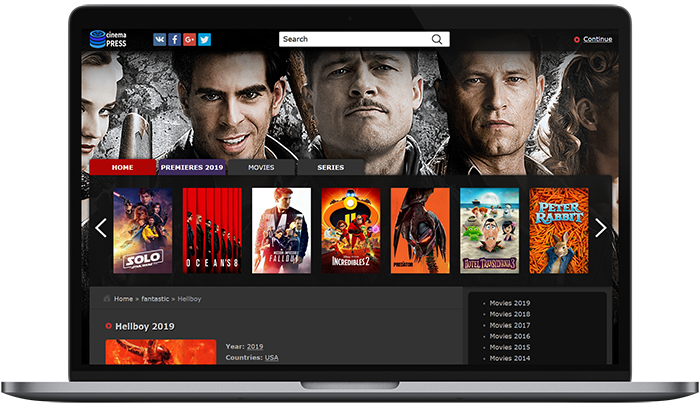 cinema
PRESS
Search
Continue
HOME
PREMIERES 2019
MOVIES
SERIES
SOLO
OCEAN'S 8
FALLOUT
INCREDIBLES 2
PREDATOR
HOTEL TRANSYLVANIA 3
PETER
RABBIT
Home » fantastic » Hellboy
Hellboy 2019
Year: 2019
Countries: USA
Movies 2019
Movies 2018
Movies 2017
Movies 2016
Movies 2015
Movies 2014